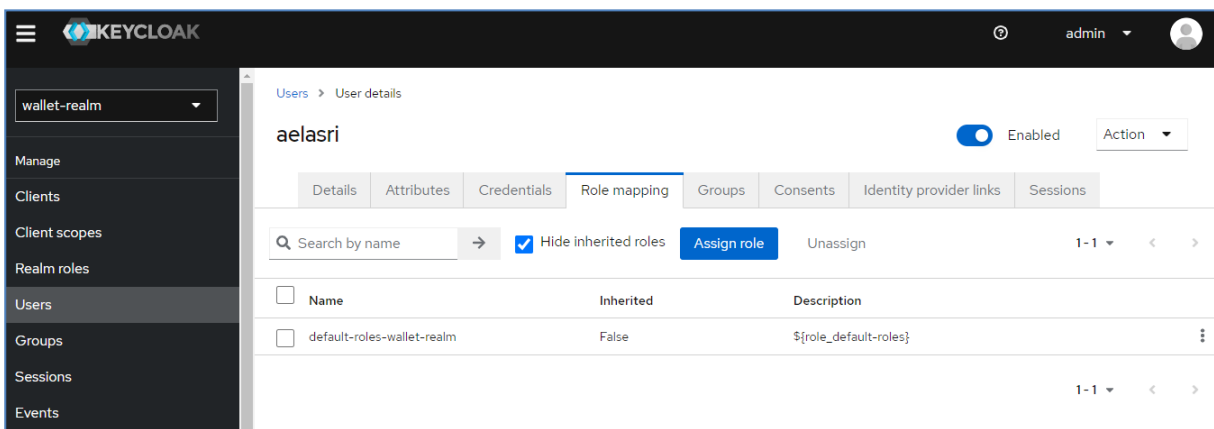 KEYCLOAK
admin
wallet-realm
Manage
Clients
Client scopes
Realm roles
Users
Groups
Sessions
Events
Users > User details
aelasri
Enabled
Action
Details Attributes Credentials Role mapping Groups Consents Identity provider links Sessions
Search by name Hide inherited roles Assign role Unassign 1-1
Name Inherited Description
default-roles-wallet-realm False ${role_default-roles}
1-1